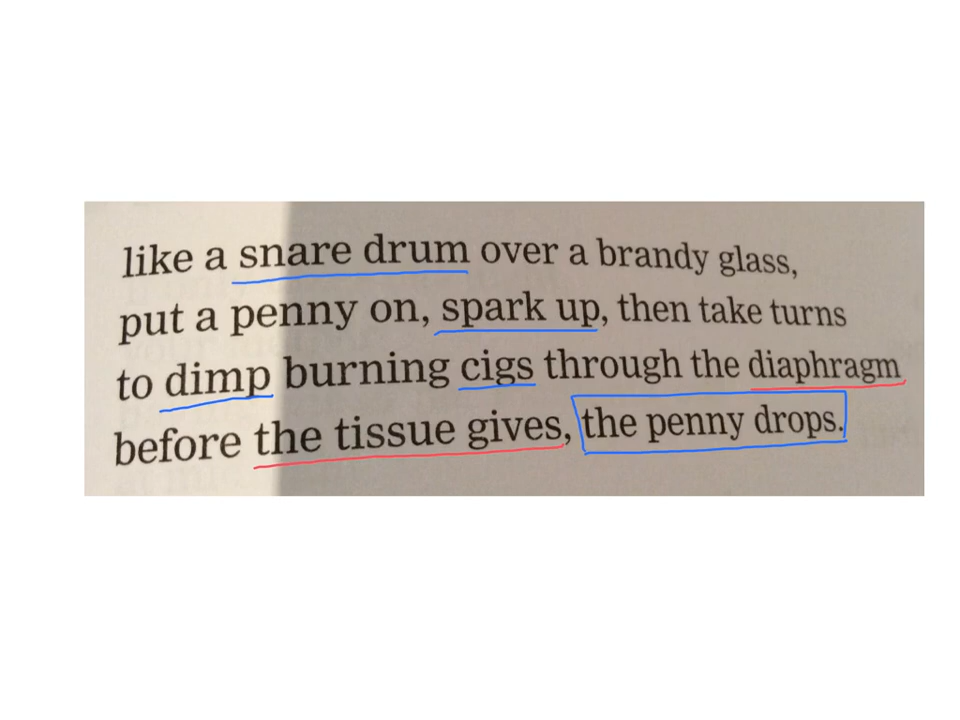 like a snare drum over a brandy glass,
put a penny on, spark up, then take turns
to dimp burning cigs through the diaphragm
before the tissue gives, the penny drops.